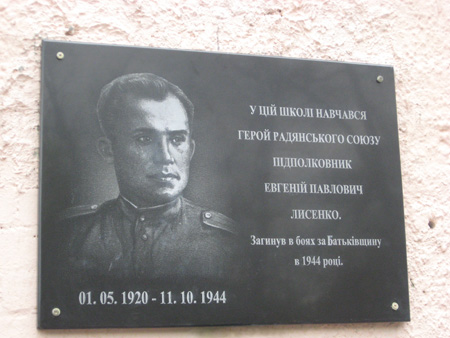 У ЦІЙ ШКОЛІ НАВЧАВСЯ
ГЕРОЙ РАДЯНСЬКОГО СОЮЗУ
ПІДПОЛКОВНИК
ЕВГЕНІЙ ПАВЛОВИЧ
ЛИСЕНКО.
Загинув в боях за Батьківщину
в 1944 році.
01. 05. 1920 - 11. 10. 1944